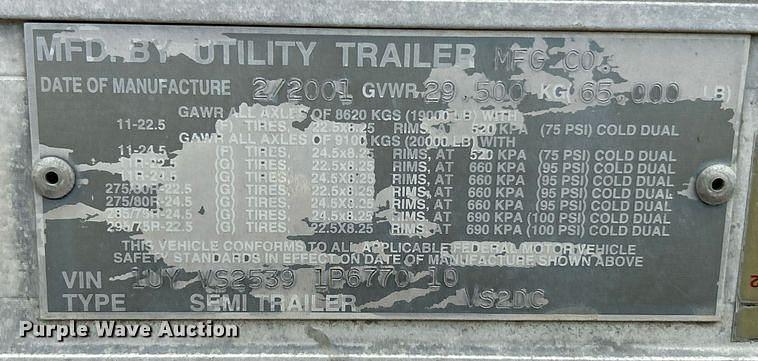 MFD. BY UTILITY TRAILER MFG CO.
DATE OF MANUFACTURE 2/2001 GVWR 29,500 KG( 65,000 LB)
GAWR ALL AXLES OF 8620 KGS (19000 LB) WITH
11-22.5 (F) TIRES, 22.5X8.25 RIMS, AT 520 KPA (75 PSI) COLD DUAL
GAWR ALL AXLES OF 9100 KGS (20000 LB) WITH
11-24.5 TIRES, 24.5X8.25 RIMS, AT 520 KPA (75 PSI) COLD DUAL
(G) TIRES, 22.5X8.25 RIMS, AT 660 KPA (95 PSI) COLD DUAL
(G) TIRES, 24.5X8.25 RIMS, AT 660 KPA (95 PSI) COLD DUAL
275/80R-22.5 (G) TIRES, 22.5X8.25 RIMS, AT 660 KPA (95 PSI) COLD DUAL
275/80R-24.5 (G) TIRES, 24.5X8.25 RIMS, AT 660 KPA (95 PSI) COLD DUAL
285/75R-24.5 (G) TIRES, 24.5X8.25 RIMS, AT 690 KPA (100 PSI) COLD DUAL
295/75R-22.5 (G) TIRES, 22.5X8.25 RIMS, AT 690 KPA (100 PSI) COLD DUAL
THIS VEHICLE CONFORMS TO ALL APPLICABLE FEDERAL MOTOR VEHICLE
SAFETY STANDARDS IN EFFECT ON DATE OF MANUFACTURE SHOWN ABOVE
VIN 1UY VS2539 1P6770 10
TYPE SEMI TRAILER VS2DC
Purple Wave Auction